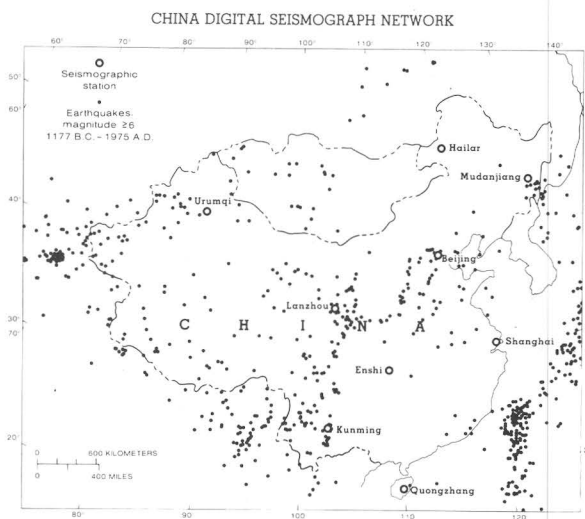 CHINA DIGITAL SEISMOGRAPH NETWORK
60° 70° 80° 90° 100° 110° 120° 130° 140°
50°
60°
Seismographic
station
Earthquakes
magnitude ≥6
1177 B.C. – 1975 A.D.
Hailar
Mudanjiang
40°
Urumqi
Beijing
Lanzhou
30°
70°
C H I N A
Shanghai
Enshi
Kunming
20°
0 600 KILOMETERS
0 400 MILES
Quongzhang
80° 90 100 110 120